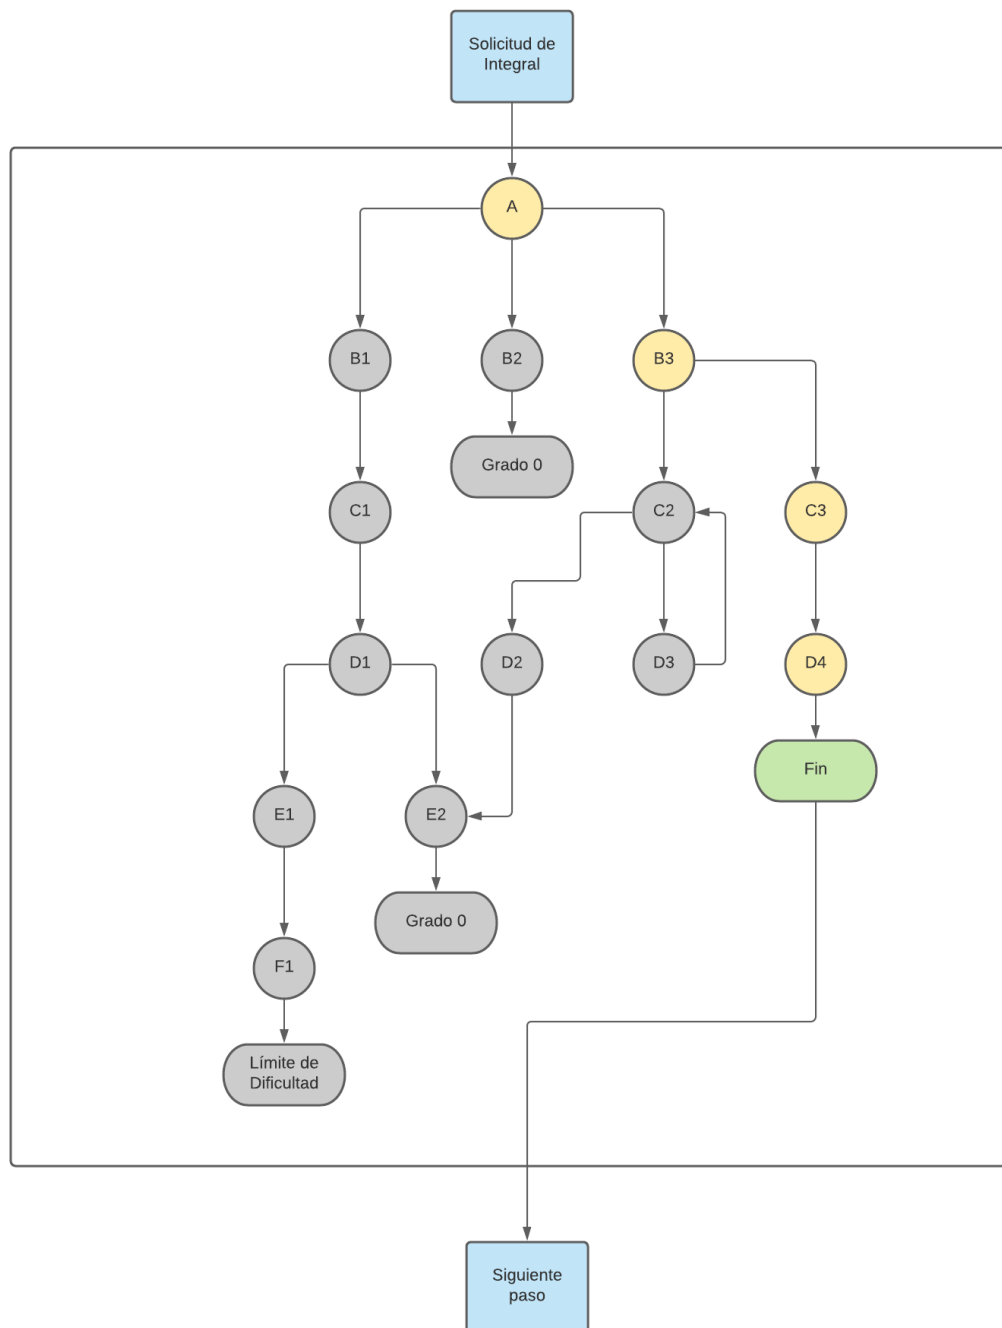 Solicitud de
Integral
A
B1
B2
B3
Grado 0
C1
C2
C3
D1
D2
D3
D4
Fin
E1
E2
Grado 0
F1
Límite de
Dificultad
Siguiente
paso